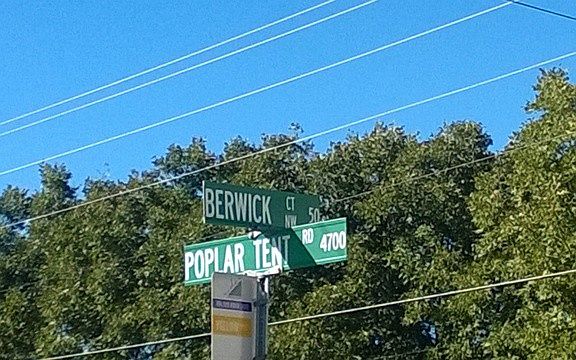 BERWICK CT NW 50
POPLAR TENT RD 4700